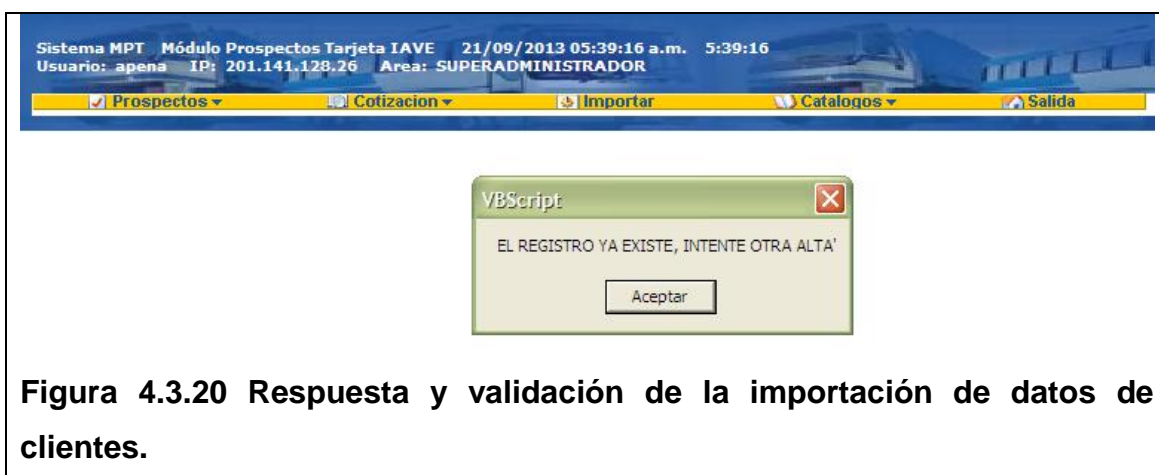 Sistema MPT Módulo Prospectos Tarjeta IAVE 21/09/2013 05:39:16 a.m. 5:39:16
Usuario: apena IP: 201.141.128.26 Area: SUPERADMINISTRADOR
Prospectos Cotizacion Importar Catalogos Salida
VBScript
EL REGISTRO YA EXISTE, INTENTE OTRA ALTA'
Aceptar
Figura 4.3.20 Respuesta y validación de la importación de datos de
clientes.